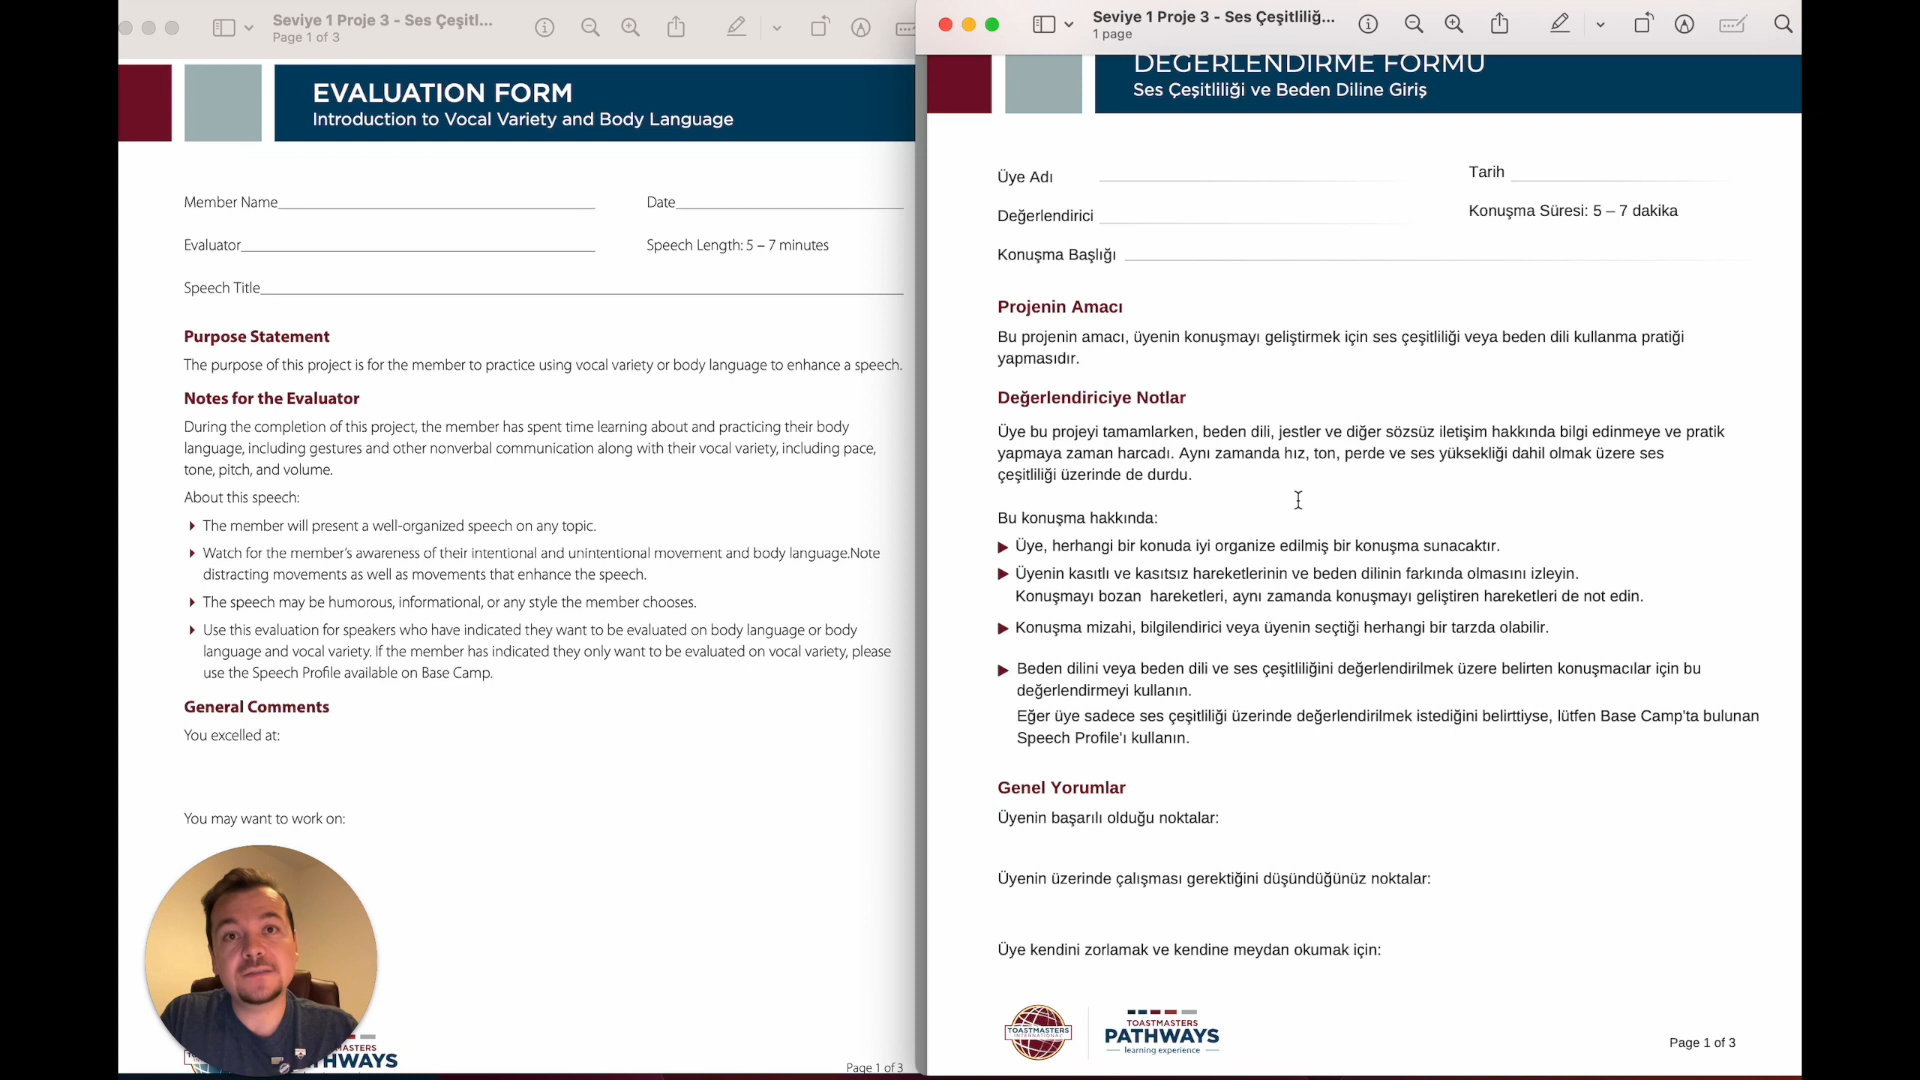 Seviye 1 Proje 3 - Ses Çeşitl...
Page 1 of 3
EVALUATION FORM
Introduction to Vocal Variety and Body Language
Member Name
Date
Evaluator
Speech Length: 5 – 7 minutes
Speech Title
Purpose Statement
The purpose of this project is for the member to practice using vocal variety or body language to enhance a speech.
Notes for the Evaluator
During the completion of this project, the member has spent time learning about and practicing their body
language, including gestures and other nonverbal communication along with their vocal variety, including pace,
tone, pitch, and volume.
About this speech:
The member will present a well-organized speech on any topic.
Watch for the member's awareness of their intentional and unintentional movement and body language.Note
distracting movements as well as movements that enhance the speech.
The speech may be humorous, informational, or any style the member chooses.
Use this evaluation for speakers who have indicated they want to be evaluated on body language or body
language and vocal variety. If the member has indicated they only want to be evaluated on vocal variety, please
use the Speech Profile available on Base Camp.
General Comments
You excelled at:
You may want to work on:
Page 1 of 3
Seviye 1 Proje 3 - Ses Çeşitliliğ...
1 page
DEĞERLENDİRME FORMU
Ses Çeşitliliği ve Beden Diline Giriş
Üye Adı
Tarih
Değerlendirici
Konuşma Süresi: 5 – 7 dakika
Konuşma Başlığı
Projenin Amacı
Bu projenin amacı, üyenin konuşmayı geliştirmek için ses çeşitliliği veya beden dili kullanma pratiği
yapmasıdır.
Değerlendiriciye Notlar
Üye bu projeyi tamamlarken, beden dili, jestler ve diğer sözsüz iletişim hakkında bilgi edinmeye ve pratik
yapmaya zaman harcadı. Aynı zamanda hız, ton, perde ve ses yüksekliği dahil olmak üzere ses
çeşitliliği üzerinde de durdu.
Bu konuşma hakkında:
Üye, herhangi bir konuda iyi organize edilmiş bir konuşma sunacaktır.
Üyenin kasıtlı ve kasıtsız hareketlerinin ve beden dilinin farkında olmasını izleyin.
Konuşmayı bozan hareketleri, aynı zamanda konuşmayı geliştiren hareketleri de not edin.
Konuşma mizahi, bilgilendirici veya üyenin seçtiği herhangi bir tarzda olabilir.
Beden dilini veya beden dili ve ses çeşitliliğini değerlendirilmek üzere belirten konuşmacılar için bu
değerlendirmeyi kullanın.
Eğer üye sadece ses çeşitliliği üzerinde değerlendirilmek istediğini belirttiyse, lütfen Base Camp'ta bulunan
Speech Profile'ı kullanın.
Genel Yorumlar
Üyenin başarılı olduğu noktalar:
Üyenin üzerinde çalışması gerektiğini düşündüğünüz noktalar:
Üye kendini zorlamak ve kendine meydan okumak için:
TOASTMASTERS
INTERNATIONAL
TOASTMASTERS
PATHWAYS
learning experience
Page 1 of 3